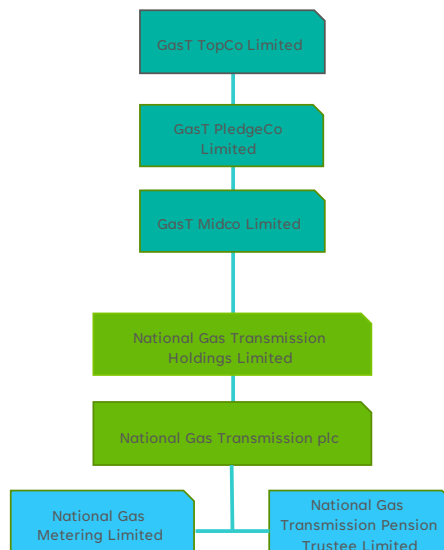 GasT TopCo Limited
GasT PledgeCo
Limited
GasT Midco Limited
National Gas Transmission
Holdings Limited
National Gas Transmission plc
National Gas
Metering Limited
National Gas
Transmission Pension
Trustee Limited